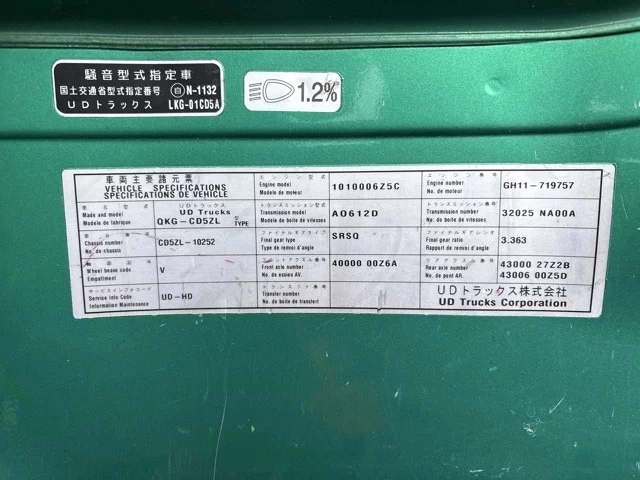 騒音型式指定車
国土交通省型式指定番号 自 N-1132
UDトラックス LKG-01CD5A
1.2%
車両主要諸元票
VEHICLE SPECIFICATIONS
SPECIFICATIONS DE VEHICLE
車名型式 UDトラックス
Made and model UD Trucks
Modele de fabrique QKG-CD5ZL TYPE
車台番号
Chassis number CD5ZL-10252
No de chassis
軸距記号
Wheel beam code V
Empattement
サービスインフォコード
Service info Code UD-HD
Information Maintenance
エンジン型式
Engine model 1010006Z5C
Modele de moteur
トランスミッション型式
Transmission model AO612D
Modele de boite de vitesses
ファイナルギアタイプ
Final gear type SRSQ
Type de renvoi d'angle
フロントアクスル番号
Front axle number 40000 00Z6A
No de essieu AV.
トランスファ番号
Transfer number
No de boite de transfert
エンジン番号
Engine number GH11-719757
No de moteur
トランスミッション番号
Transmission number 32025 NA00A
No de boite de vitesses
ファイナルギアレシオ
Final gear ratio 3.363
Rapport de renvoi d'angle
リアアクスル番号
Rear axle number 43000 27Z2B
No de pont AR. 43006 00Z5D
UDトラックス株式会社
UD Trucks Corporation